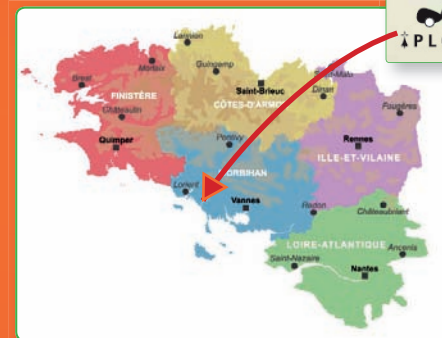 PLO
Lannion
Guingamp
Morlaix
Saint-Malo
Brest
Saint-Brieuc
Dinan
FINISTÈRE
CÔTES-D'ARMOR
Fougères
Châteaulin
Pontivy
Rennes
Quimper
ILLE-ET-VILAINE
MORBIHAN
Lorient
Vannes
Redon
Châteaubriant
LOIRE-ATLANTIQUE
Ancenis
Saint-Nazaire
Nantes